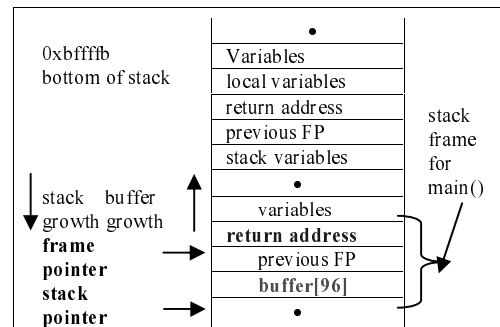 0xbffffb
bottom of stack
Variables
local variables
return address
previous FP
stack variables
stack buffer
growth growth
frame
pointer
stack
pointer
variables
return address
previous FP
buffer[96]
stack
frame
for
main()